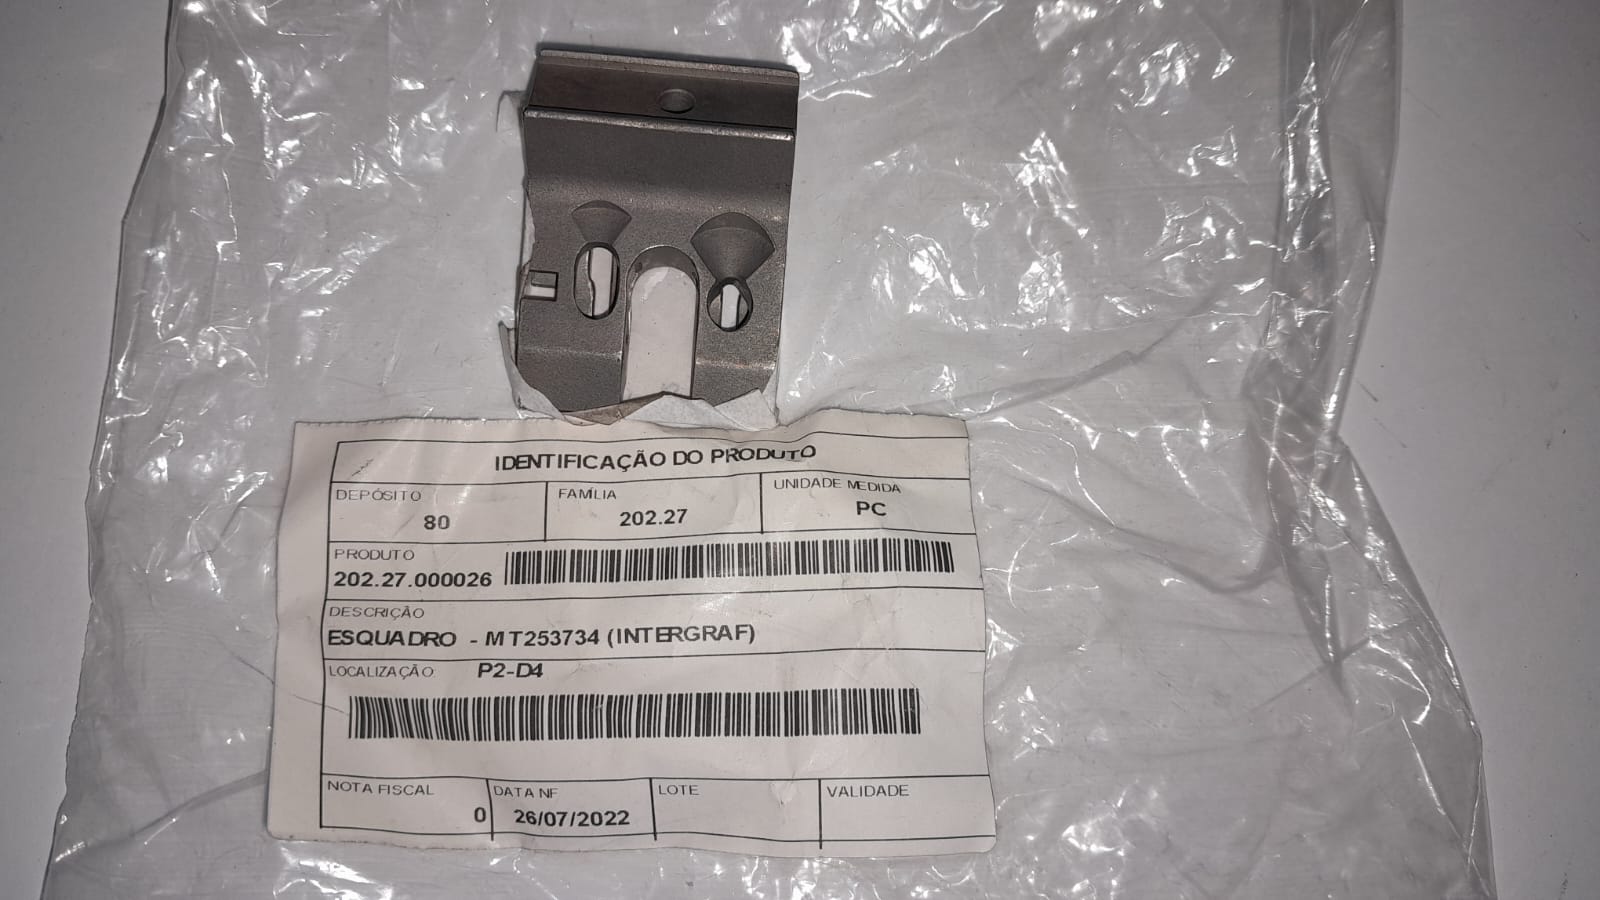 IDENTIFICAÇÃO DO PRODUTO
DEPÓSITO FAMÍLIA UNIDADE MEDIDA
80 202.27 PC
PRODUTO
202.27.000026
DESCRIÇÃO
ESQUADRO - MT253734 (INTERGRAF)
LOCALIZAÇÃO P2-D4
NOTA FISCAL DATA NF LOTE VALIDADE
0 26/07/2022